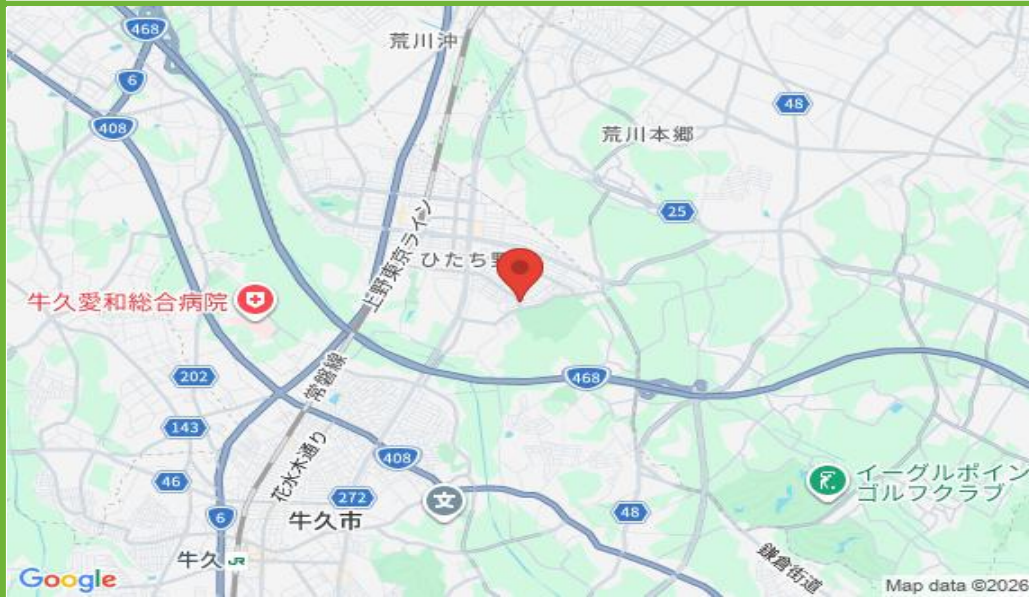 468
荒川沖
6
408
48
荒川本郷
25
上野東京ライン
ひたち野
牛久愛和総合病院
468
202
常磐線
143
花水木通り
408
46
272
イーグルポイン
ゴルフクラブ
6
牛久市
48
牛久 JR
鎌倉街道
Google
Map data ©2026